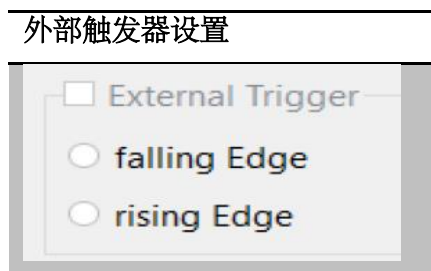 外部触发器设置
External Trigger
falling Edge
rising Edge